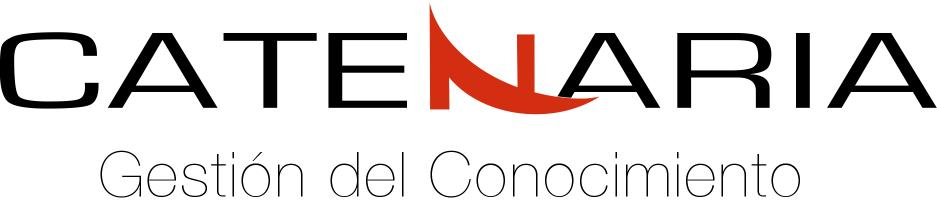 CATENARIA
Gestión del Conocimiento